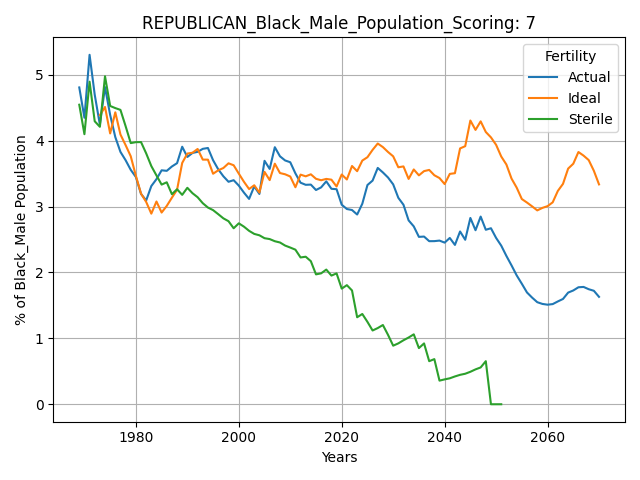 REPUBLICAN_Black_Male_Population_Scoring: 7
% of Black_Male Population
5
4
3
2
1
0
Fertility
Actual
Ideal
Sterile
1980
2000
2020
2040
2060
Years